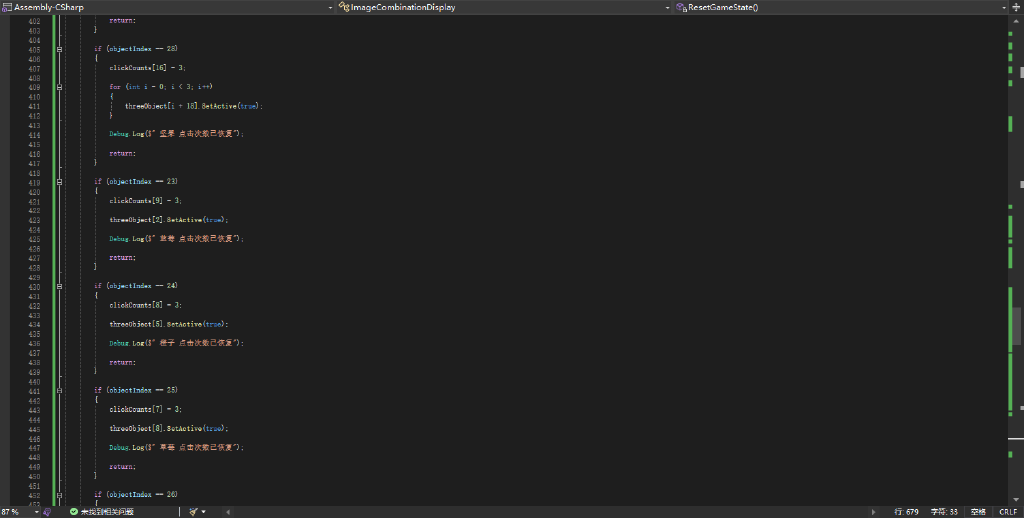 Assembly-CSharp ImageCombinationDisplay ResetGameState()
402 return;
403 }
404
405 if (objectIndex == 28)
406 {
407 clickCounts[16] = 3;
408
409 for (int i = 0; i < 3; i++)
410 {
411 threeObject[i + 18].SetActive(true);
412 }
413
414 Debug.Log($" 坚果 点击次数已恢复");
415
416 return;
417 }
418
419 if (objectIndex == 23)
420 {
421 clickCounts[9] = 3;
422
423 threeObject[2].SetActive(true);
424
425 Debug.Log($" 蓝莓 点击次数已恢复");
426
427 return;
428 }
429
430 if (objectIndex == 24)
431 {
432 clickCounts[8] = 3;
433
434 threeObject[5].SetActive(true);
435
436 Debug.Log($" 橙子 点击次数已恢复");
437
438 return;
439 }
440
441 if (objectIndex == 25)
442 {
443 clickCounts[7] = 3;
444
445 threeObject[8].SetActive(true);
446
447 Debug.Log($" 草莓 点击次数已恢复");
448
449 return;
450 }
451
452 if (objectIndex == 26)
453 {
87 % 未找到相关问题 行: 679 字符: 33 空格 CRLF